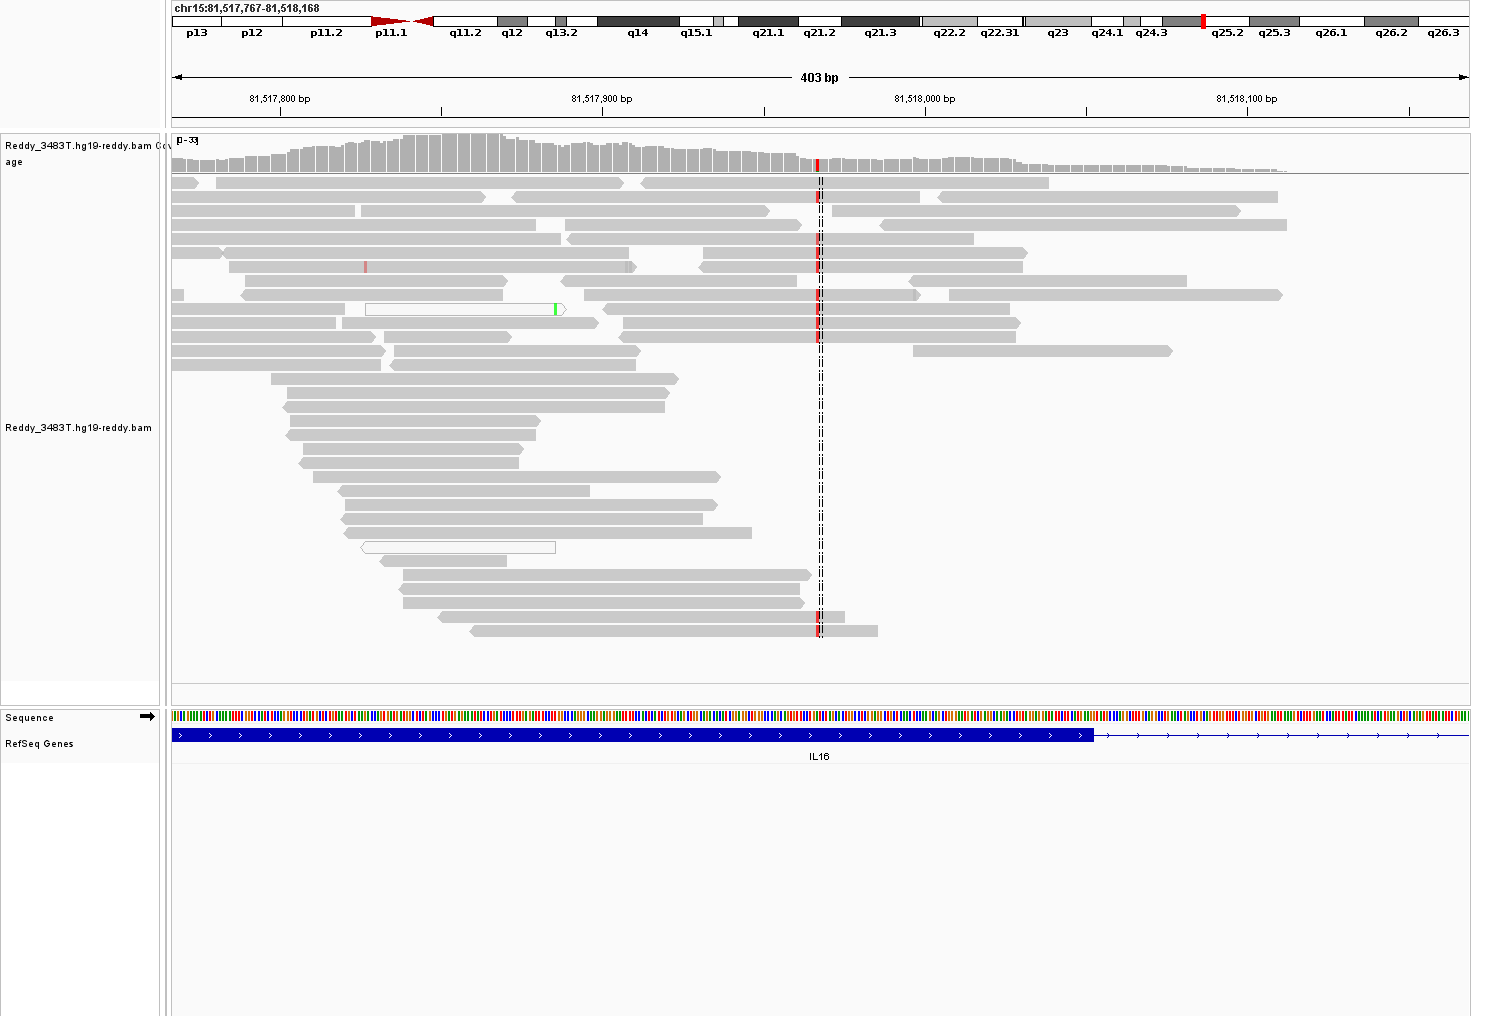 chr15:81,517,767-81,518,168
p13 p12 p11.2 p11.1 q11.2 q12 q13.2 q14 q15.1 q21.1 q21.2 q21.3 q22.2 q22.31 q23 q24.1 q24.3 q25.2 q25.3 q26.1 q26.2 q26.3
403 bp
81,517,800 bp 81,517,900 bp 81,518,000 bp 81,518,100 bp
[0-33]
Reddy_3483T.hg19-reddy.bam Cov
age
Reddy_3483T.hg19-reddy.bam
Sequence
RefSeq Genes
IL16